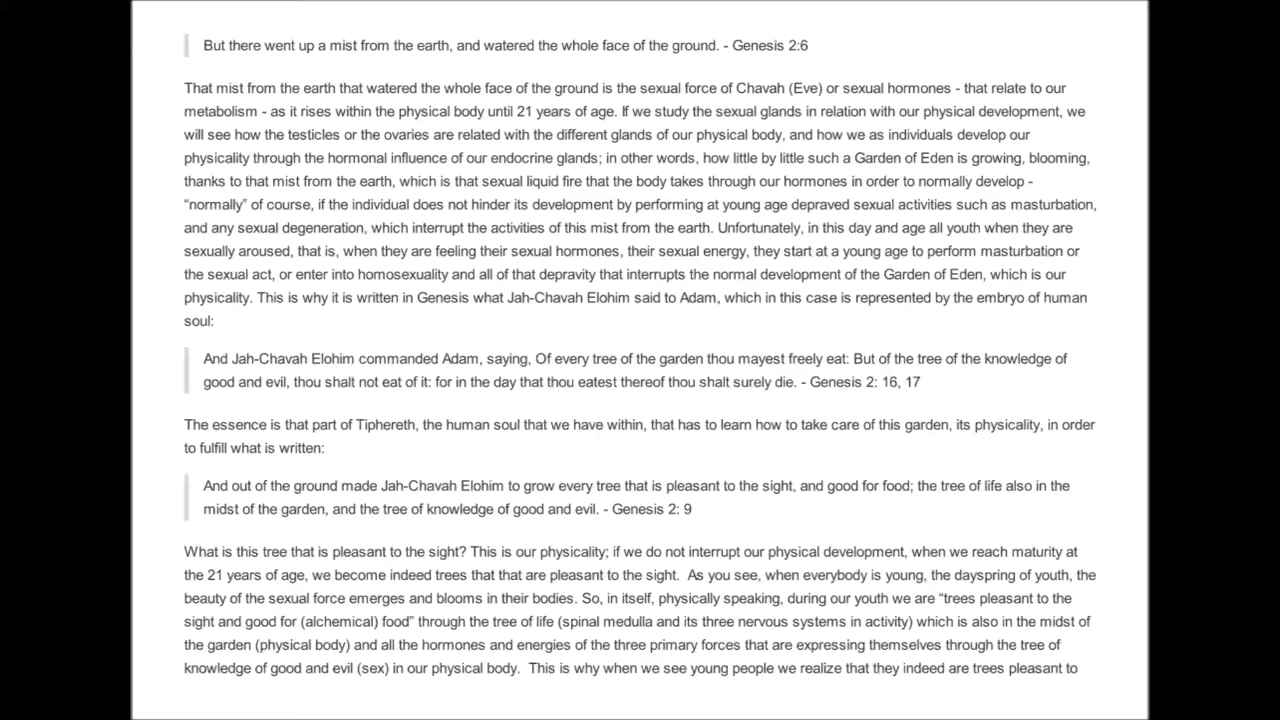 But there went up a mist from the earth, and watered the whole face of the ground. - Genesis 2:6
That mist from the earth that watered the whole face of the ground is the sexual force of Chavah (Eve) or sexual hormones - that relate to our
metabolism - as it rises within the physical body until 21 years of age. If we study the sexual glands in relation with our physical development, we
will see how the testicles or the ovaries are related with the different glands of our physical body, and how we as individuals develop our
physicality through the hormonal influence of our endocrine glands; in other words, how little by little such a Garden of Eden is growing, blooming,
thanks to that mist from the earth, which is that sexual liquid fire that the body takes through our hormones in order to normally develop -
“normally” of course, if the individual does not hinder its development by performing at young age depraved sexual activities such as masturbation,
and any sexual degeneration, which interrupt the activities of this mist from the earth. Unfortunately, in this day and age all youth when they are
sexually aroused, that is, when they are feeling their sexual hormones, their sexual energy, they start at a young age to perform masturbation or
the sexual act, or enter into homosexuality and all of that depravity that interrupts the normal development of the Garden of Eden, which is our
physicality. This is why it is written in Genesis what Jah-Chavah Elohim said to Adam, which in this case is represented by the embryo of human
soul:
And Jah-Chavah Elohim commanded Adam, saying, Of every tree of the garden thou mayest freely eat: But of the tree of the knowledge of
good and evil, thou shalt not eat of it: for in the day that thou eatest thereof thou shalt surely die. - Genesis 2: 16, 17
The essence is that part of Tiphereth, the human soul that we have within, that has to learn how to take care of this garden, its physicality, in order
to fulfill what is written:
And out of the ground made Jah-Chavah Elohim to grow every tree that is pleasant to the sight, and good for food; the tree of life also in the
midst of the garden, and the tree of knowledge of good and evil. - Genesis 2: 9
What is this tree that is pleasant to the sight? This is our physicality; if we do not interrupt our physical development, when we reach maturity at
the 21 years of age, we become indeed trees that that are pleasant to the sight.  As you see, when everybody is young, the dayspring of youth, the
beauty of the sexual force emerges and blooms in their bodies. So, in itself, physically speaking, during our youth we are “trees pleasant to the
sight and good for (alchemical) food” through the tree of life (spinal medulla and its three nervous systems in activity) which is also in the midst of
the garden (physical body) and all the hormones and energies of the three primary forces that are expressing themselves through the tree of
knowledge of good and evil (sex) in our physical body.  This is why when we see young people we realize that they indeed are trees pleasant to